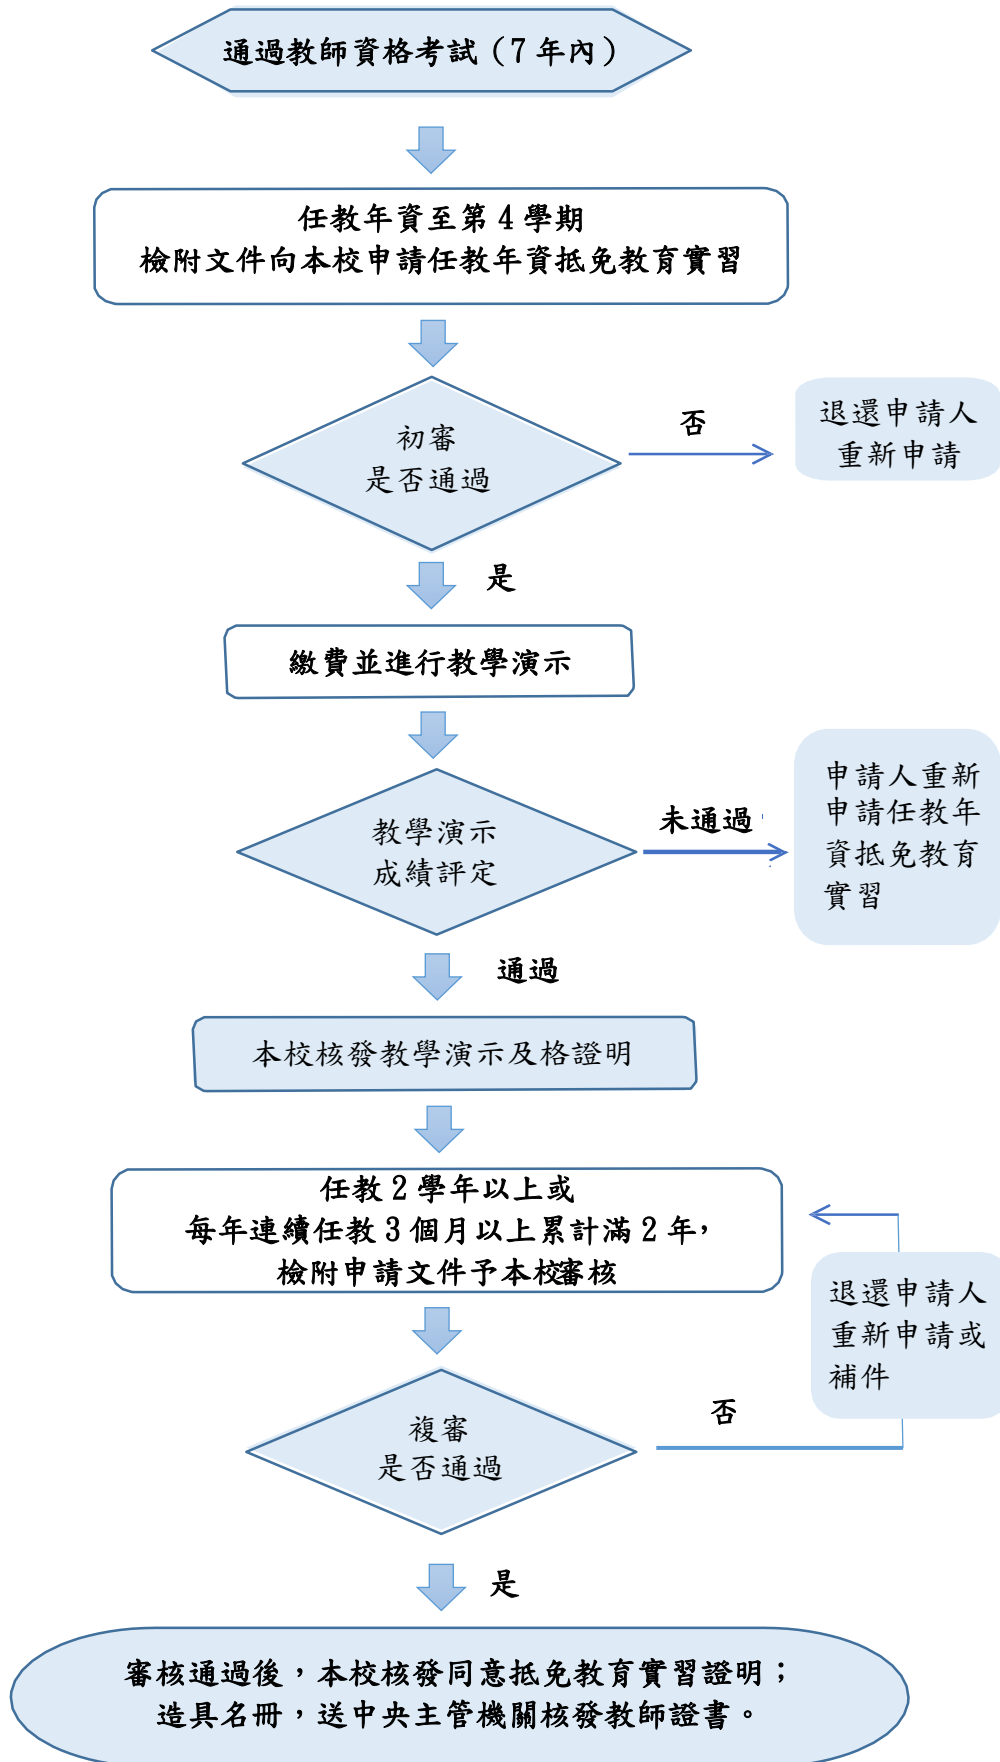 通過教師資格考試（7年內）
任教年資至第4學期
檢附文件向本校申請任教年資抵免教育實習
初審
是否通過
否
退還申請人
重新申請
是
繳費並進行教學演示
教學演示
成績評定
未通過
申請人重新
申請任教年
資抵免教育
實習
通過
本校核發教學演示及格證明
任教2學年以上或
每年連續任教3個月以上累計滿2年，
檢附申請文件予本校審核
退還申請人
重新申請或
補件
複審
是否通過
否
是
審核通過後，本校核發同意抵免教育實習證明；
造具名冊，送中央主管機關核發教師證書。